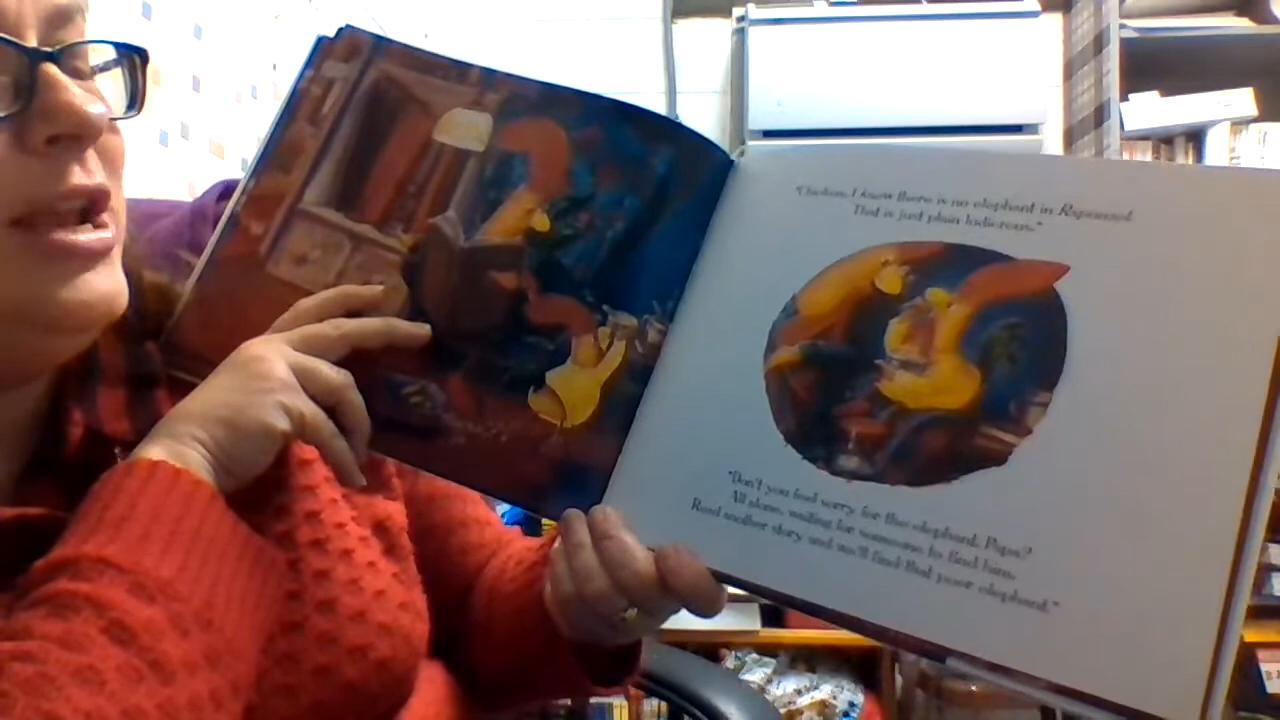 "Chicken, I know there is no elephant in Rapunzel.
That is just plain ludicrous."
"Don't you feel sorry for this elephant, Papa?
All alone, waiting for someone to find him.
Read another story and we'll find that poor elephant."